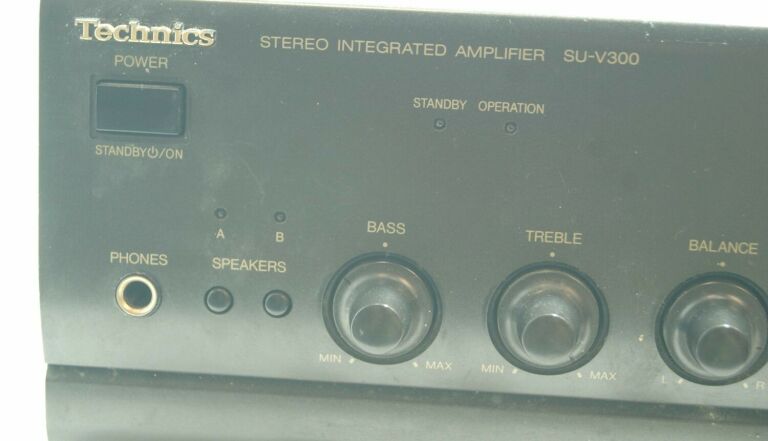 Technics
STEREO INTEGRATED AMPLIFIER SU-V300
POWER
STANDBY OPERATION
STANDBY⏻/ON
A B
BASS
TREBLE
BALANCE
PHONES
SPEAKERS
MIN MAX
MIN MAX
L R